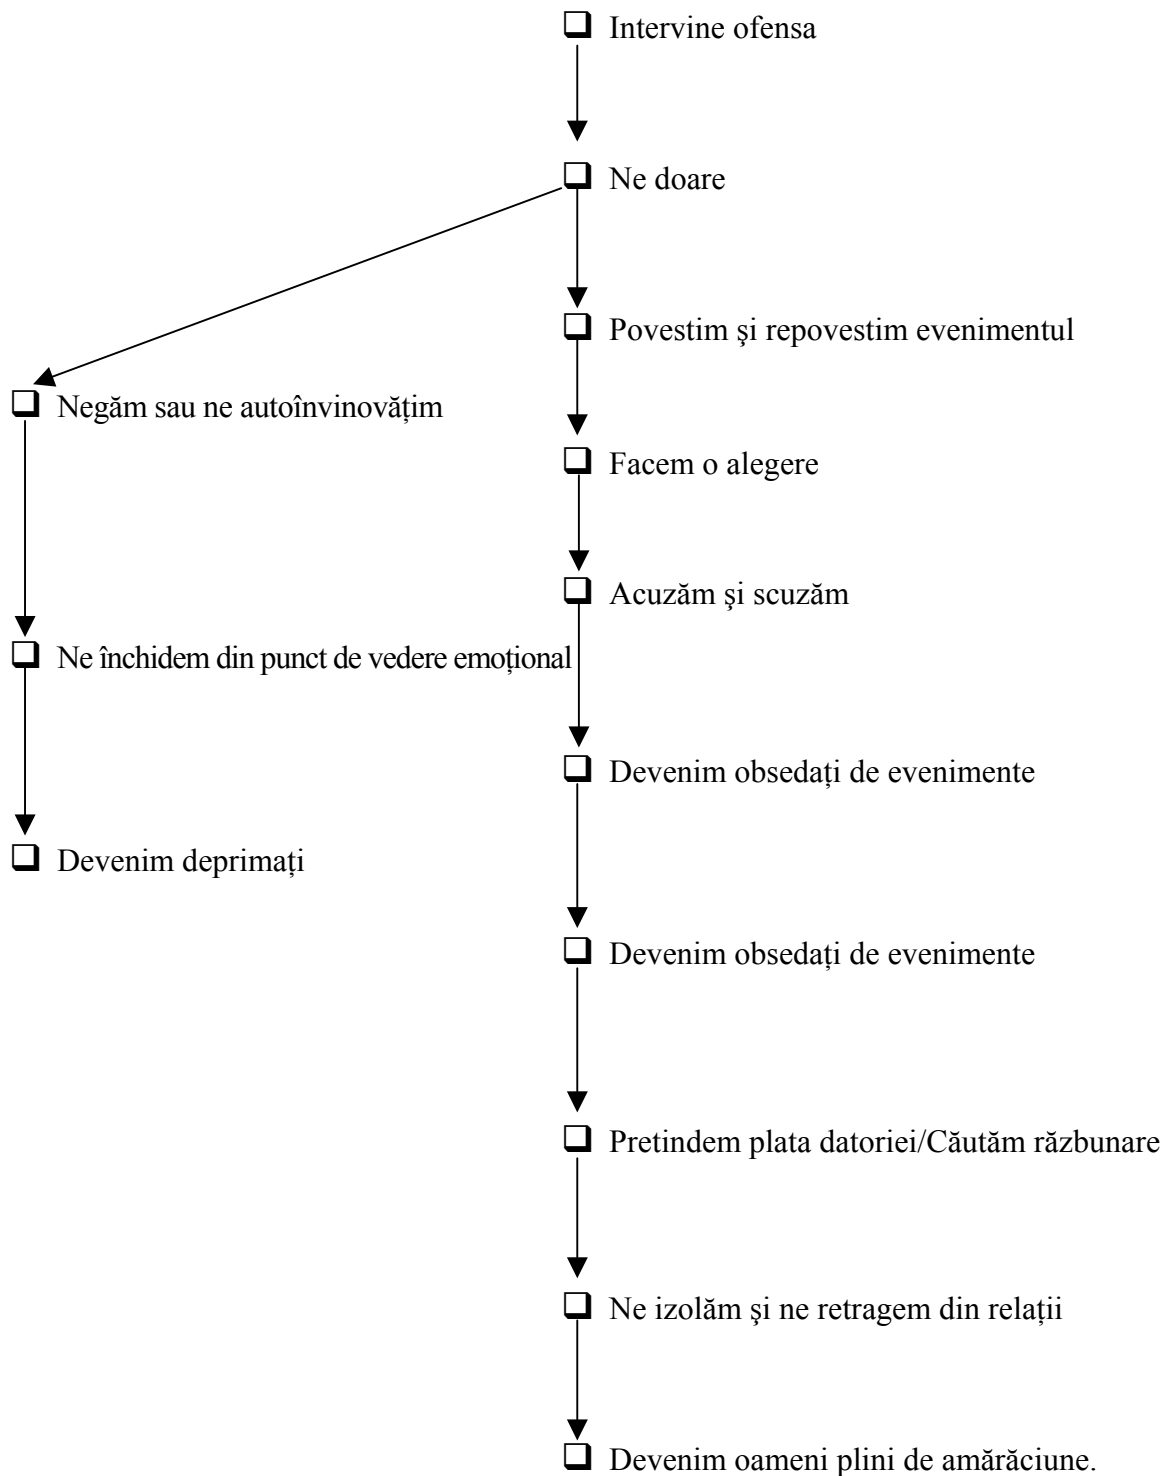 Intervine ofensa
Ne doare
Povestim şi repovestim evenimentul
Negăm sau ne autoînvinovăţim
Facem o alegere
Acuzăm şi scuzăm
Ne închidem din punct de vedere emoţional
Devenim obsedaţi de evenimente
Devenim deprimaţi
Devenim obsedaţi de evenimente
Pretindem plata datoriei/Căutăm răzbunare
Ne izolăm şi ne retragem din relaţii
Devenim oameni plini de amărăciune.